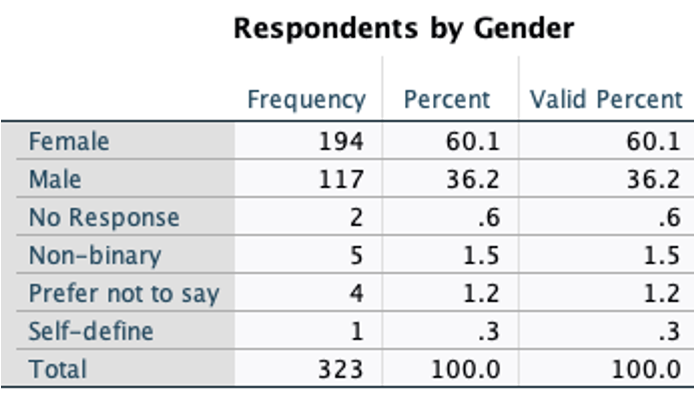 Respondents by Gender
Frequency Percent Valid Percent
Female 194 60.1 60.1
Male 117 36.2 36.2
No Response 2 .6 .6
Non-binary 5 1.5 1.5
Prefer not to say 4 1.2 1.2
Self-define 1 .3 .3
Total 323 100.0 100.0